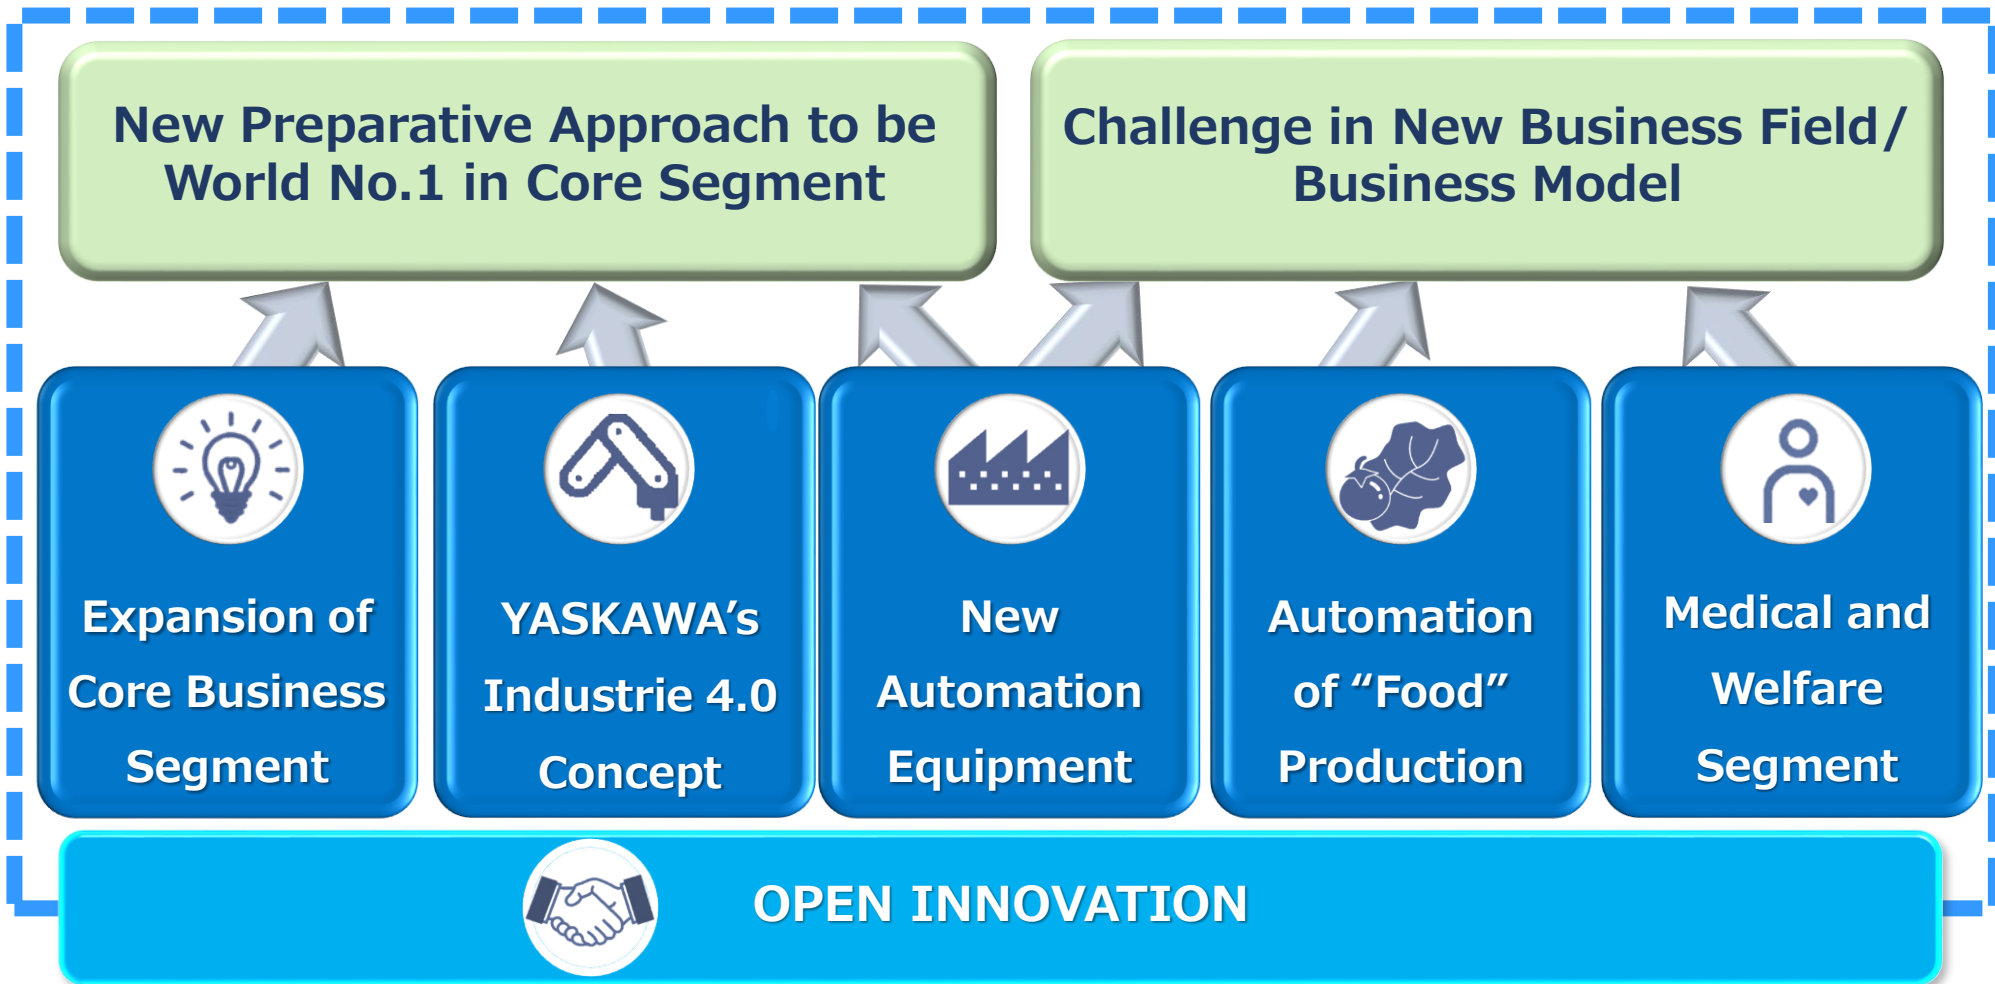 New Preparative Approach to be
World No.1 in Core Segment
Challenge in New Business Field/
Business Model
Expansion of
Core Business
Segment
YASKAWA’s
Industrie 4.0
Concept
New
Automation
Equipment
Automation
of “Food”
Production
Medical and
Welfare
Segment
OPEN INNOVATION